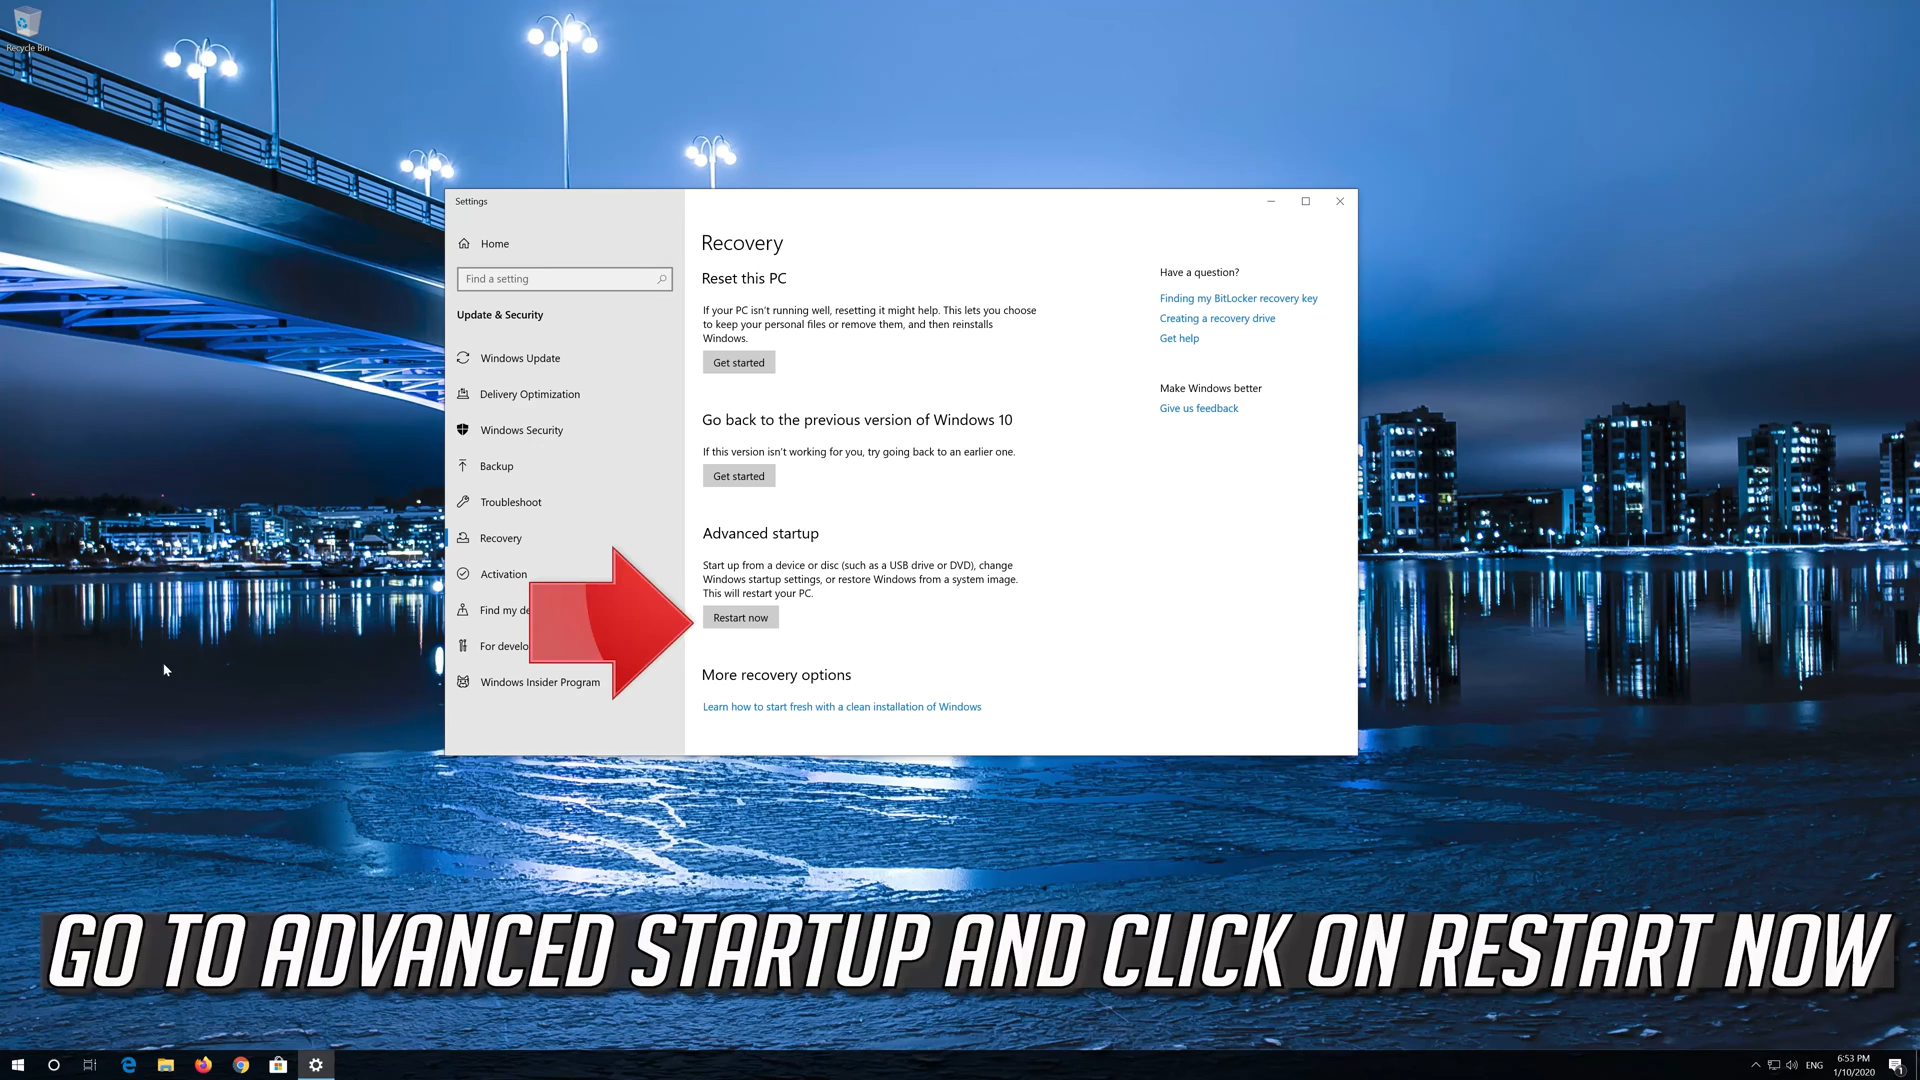 Recycle Bin
Settings
Home
Find a setting
Update & Security
Windows Update
Delivery Optimization
Windows Security
Backup
Troubleshoot
Recovery
Activation
Find my de
For develo
Windows Insider Program
Recovery
Reset this PC
If your PC isn't running well, resetting it might help. This lets you choose
to keep your personal files or remove them, and then reinstalls
Windows.
Get started
Go back to the previous version of Windows 10
If this version isn't working for you, try going back to an earlier one.
Get started
Advanced startup
Start up from a device or disc (such as a USB drive or DVD), change
Windows startup settings, or restore Windows from a system image.
This will restart your PC.
Restart now
More recovery options
Learn how to start fresh with a clean installation of Windows
Have a question?
Finding my BitLocker recovery key
Creating a recovery drive
Get help
Make Windows better
Give us feedback
GO TO ADVANCED STARTUP AND CLICK ON RESTART NOW
ENG
6:53 PM
1/10/2020
1